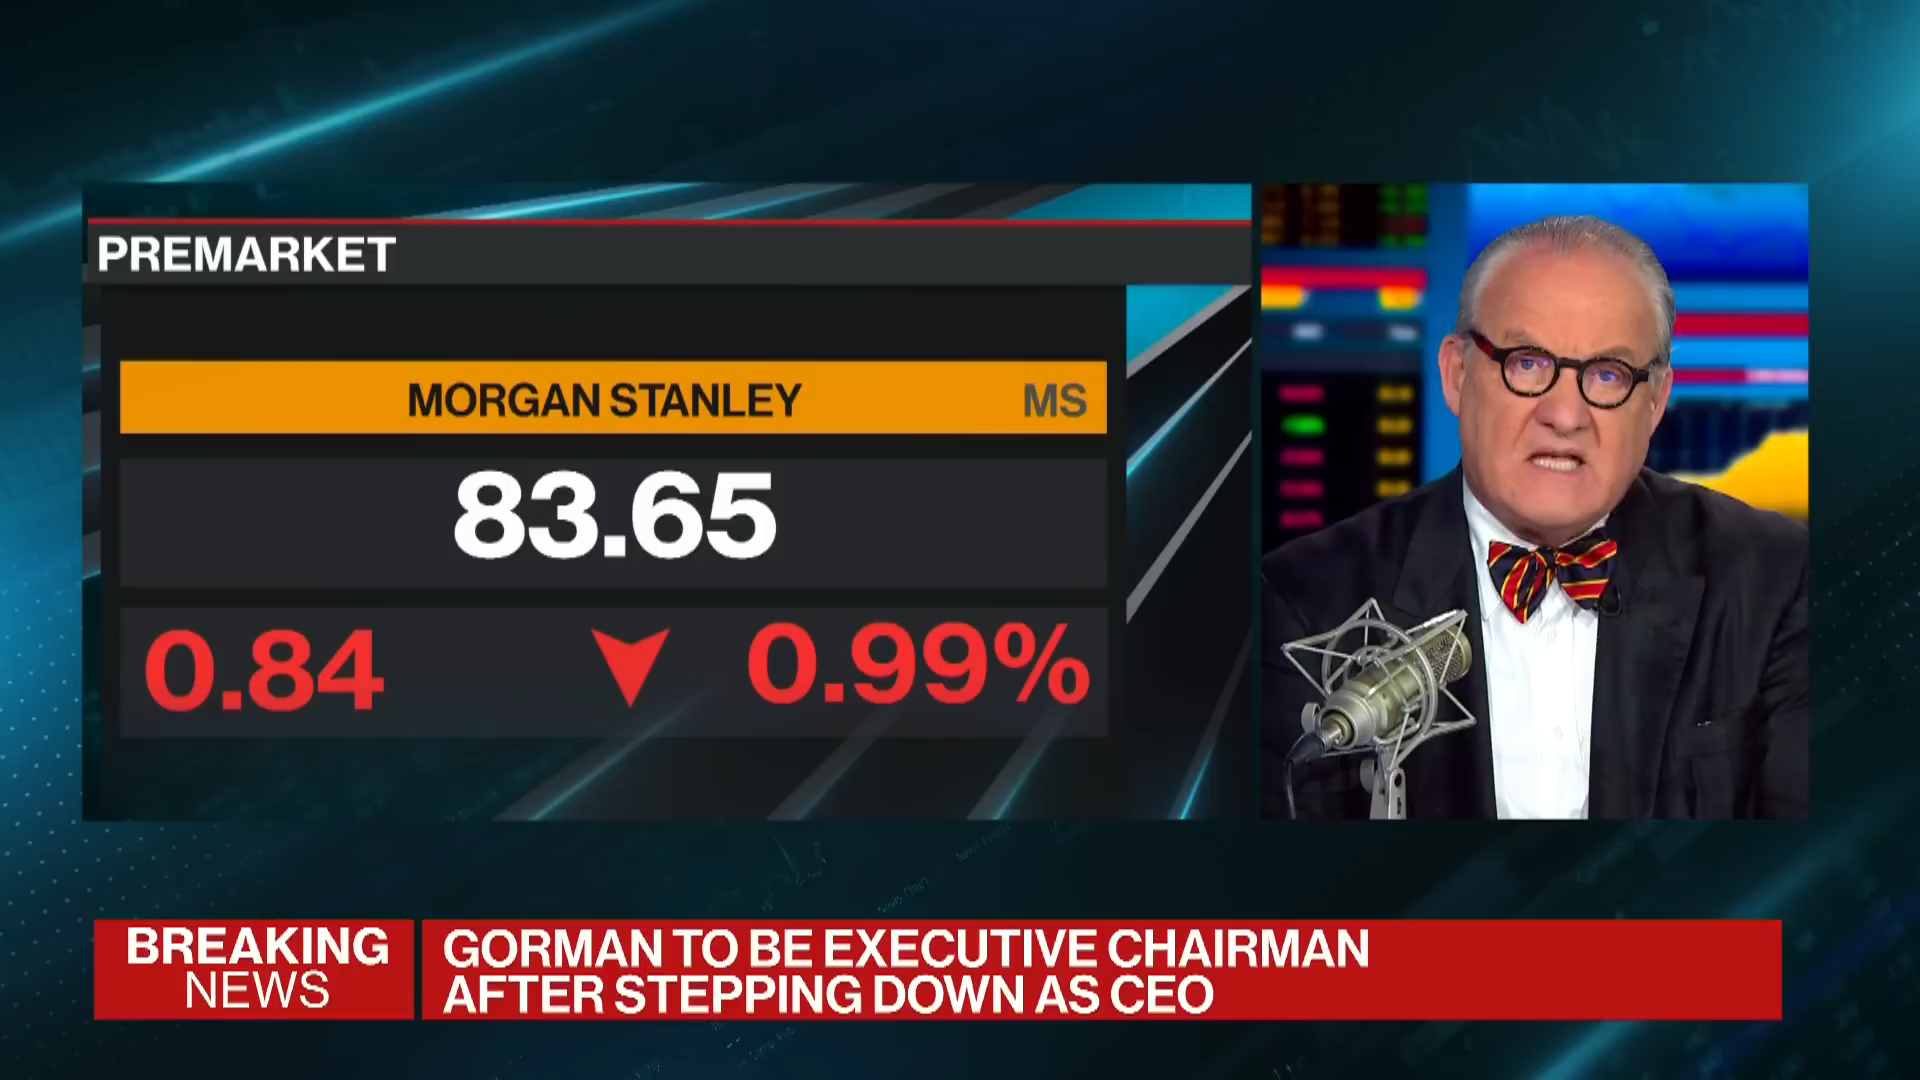 PREMARKET
MORGAN STANLEY MS
83.65
0.84 0.99%
BREAKING
NEWS
GORMAN TO BE EXECUTIVE CHAIRMAN
AFTER STEPPING DOWN AS CEO